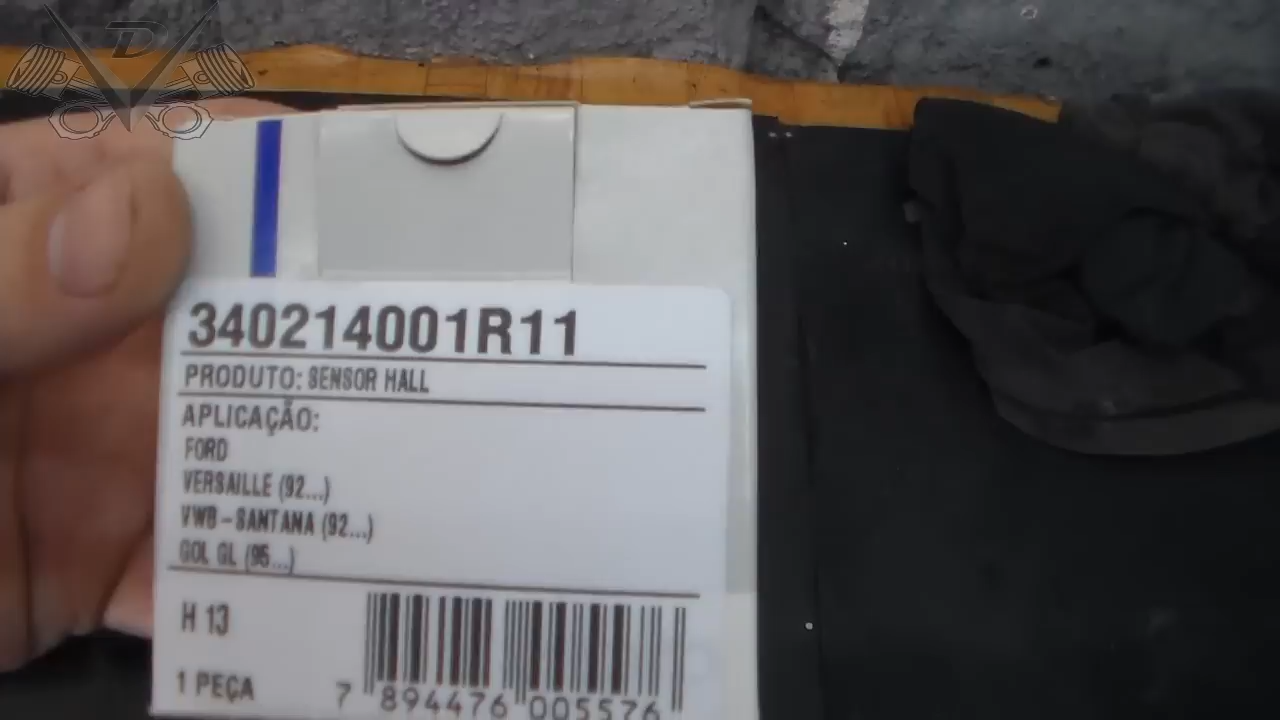 D
340214001R11
PRODUTO: SENSOR HALL
APLICAÇÃO:
FORD
VERSAILLE (92...)
VWB-SANTANA (92...)
GOL GL (95...)
H 13
1 PEÇA
7 894476 005576